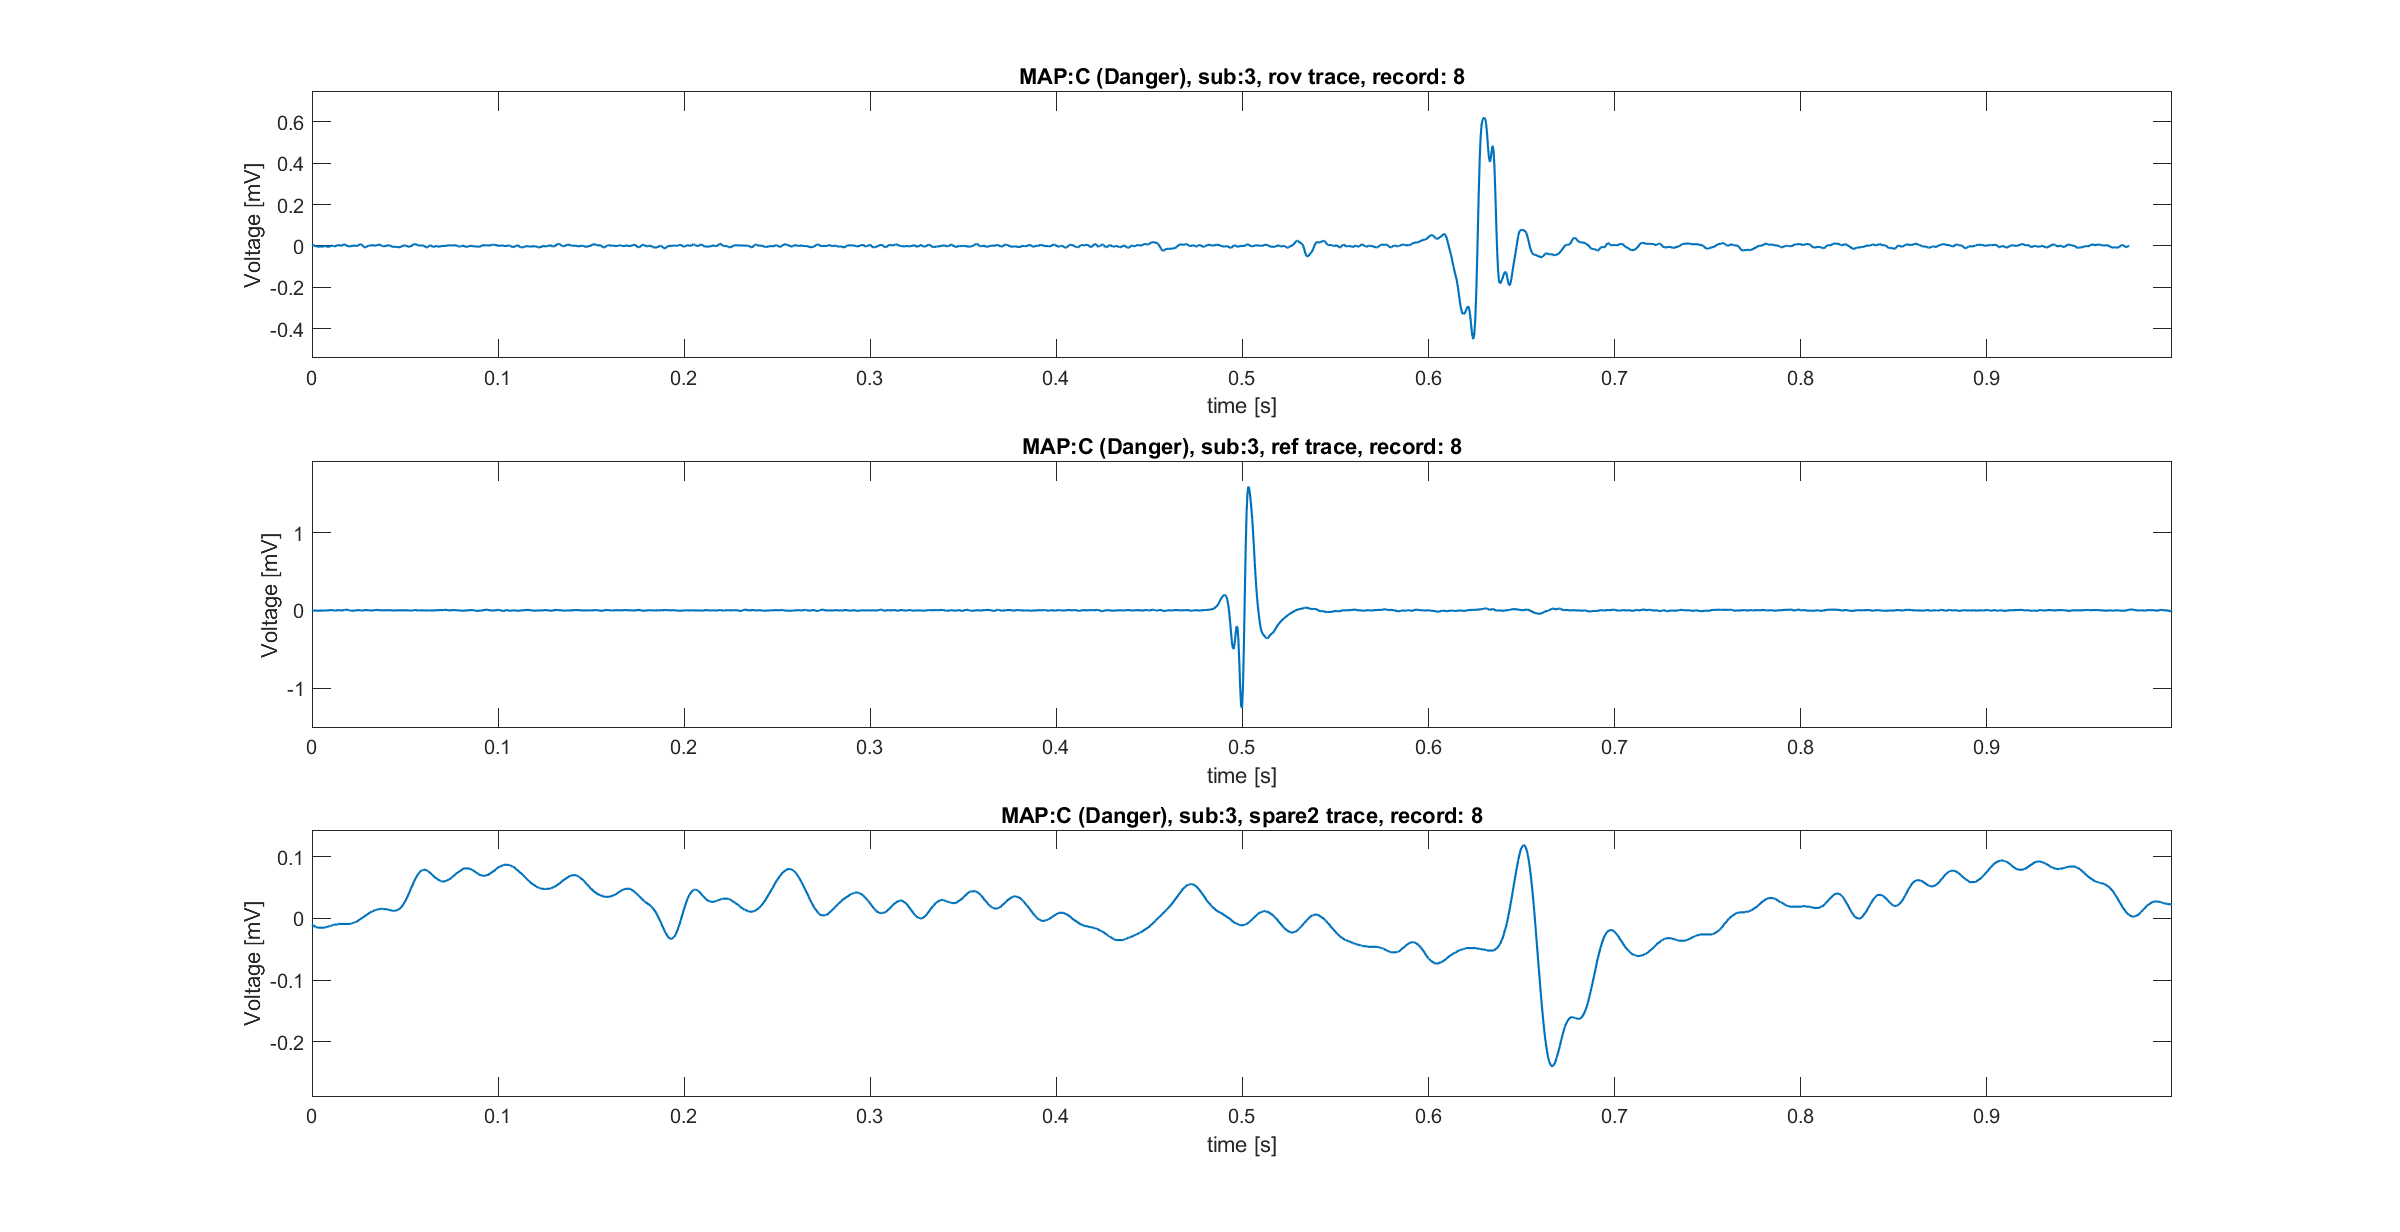 MAP:C (Danger), sub:3, rov trace, record: 8
Voltage [mV]
0.6
0.4
0.2
0
-0.2
-0.4
0 0.1 0.2 0.3 0.4 0.5 0.6 0.7 0.8 0.9
time [s]
MAP:C (Danger), sub:3, ref trace, record: 8
Voltage [mV]
1
0
-1
0 0.1 0.2 0.3 0.4 0.5 0.6 0.7 0.8 0.9
time [s]
MAP:C (Danger), sub:3, spare2 trace, record: 8
Voltage [mV]
0.1
0
-0.1
-0.2
0 0.1 0.2 0.3 0.4 0.5 0.6 0.7 0.8 0.9
time [s]